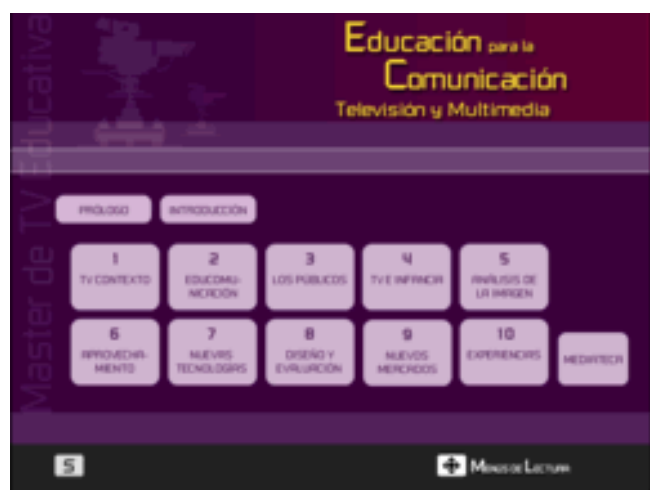 Educación para la
Comunicación
Televisión y Multimedia
Master de TV Educativa
PRÓLOGO
INTRODUCCIÓN
1
TV CONTEXTO
2
EDUCOMU-
NICACIÓN
3
LOS PÚBLICOS
4
TV E INFANCIA
5
ANÁLISIS DE
LA IMAGEN
6
APROVECHA-
MIENTO
7
NUEVAS
TECNOLOGÍAS
8
DISEÑO Y
EVALUACIÓN
9
NUEVOS
MERCADOS
10
EXPERIENCIAS
MEDIATECA
S
Menus de Lectura